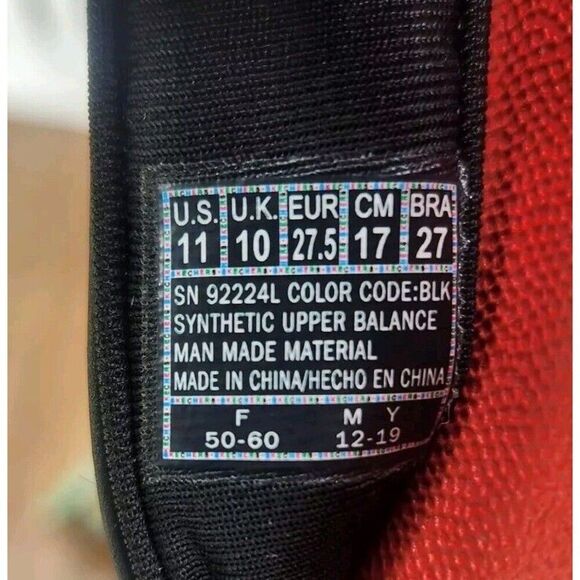 U.S. U.K. EUR CM BRA
11 10 27.5 17 27
SN 92224L COLOR CODE:BLK
SYNTHETIC UPPER BALANCE
MAN MADE MATERIAL
MADE IN CHINA/HECHO EN CHINA
F M Y
50-60 12-19